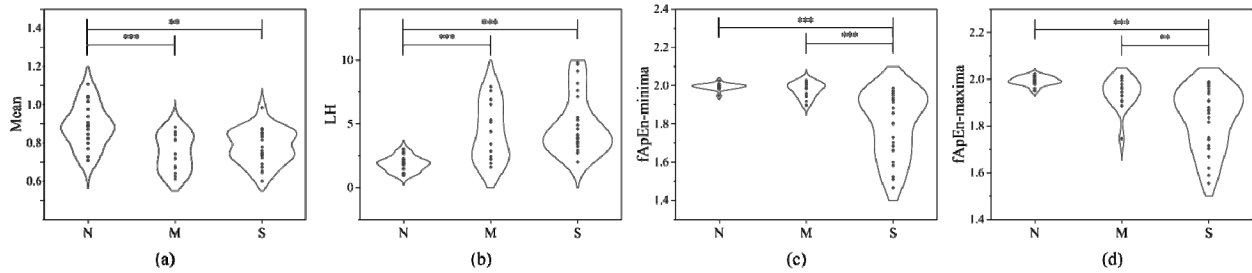 1.4
1.2
1.0
0.8
0.6
Mean
**
***
N M S
(a)
10
5
0
LH
***
***
N M S
(b)
2.4
2.2
2.0
1.8
1.6
1.4
fApEn-minima
***
***
N M S
(c)
2.2
2.0
1.8
1.6
1.4
fApEn-maxima
***
**
N M S
(d)